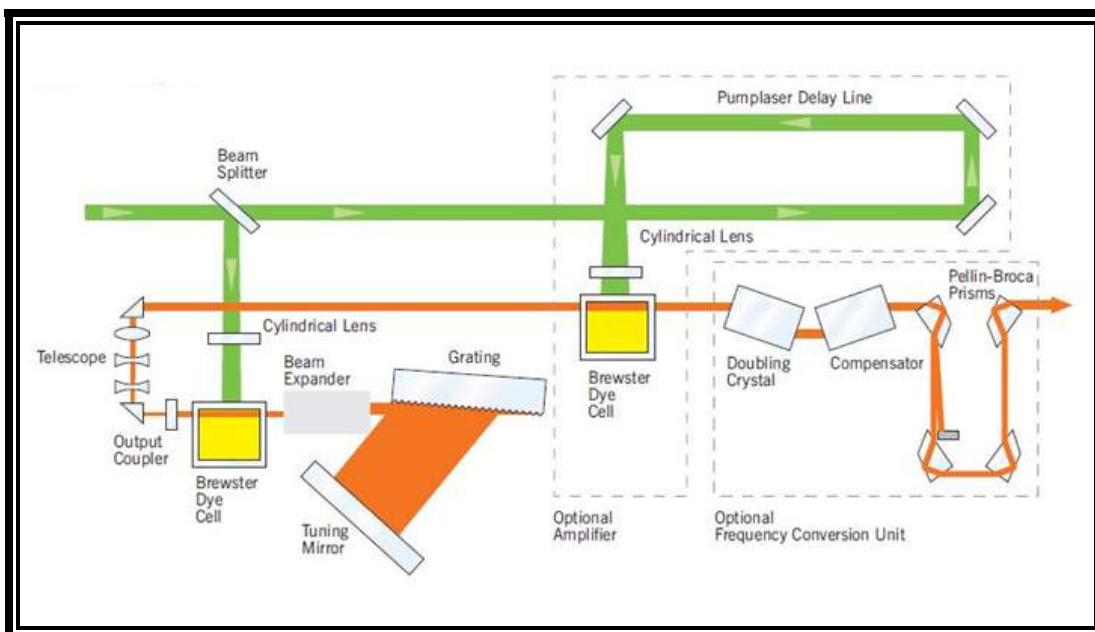 Pumplaser Delay Line
Beam
Splitter
Cylindrical Lens
Pellin-Broca
Prisms
Cylindrical Lens
Telescope
Beam
Expander
Grating
Doubling
Crystal
Compensator
Brewster
Dye
Cell
Output
Coupler
Brewster
Dye
Cell
Tuning
Mirror
Optional
Amplifier
Optional
Frequency Conversion Unit